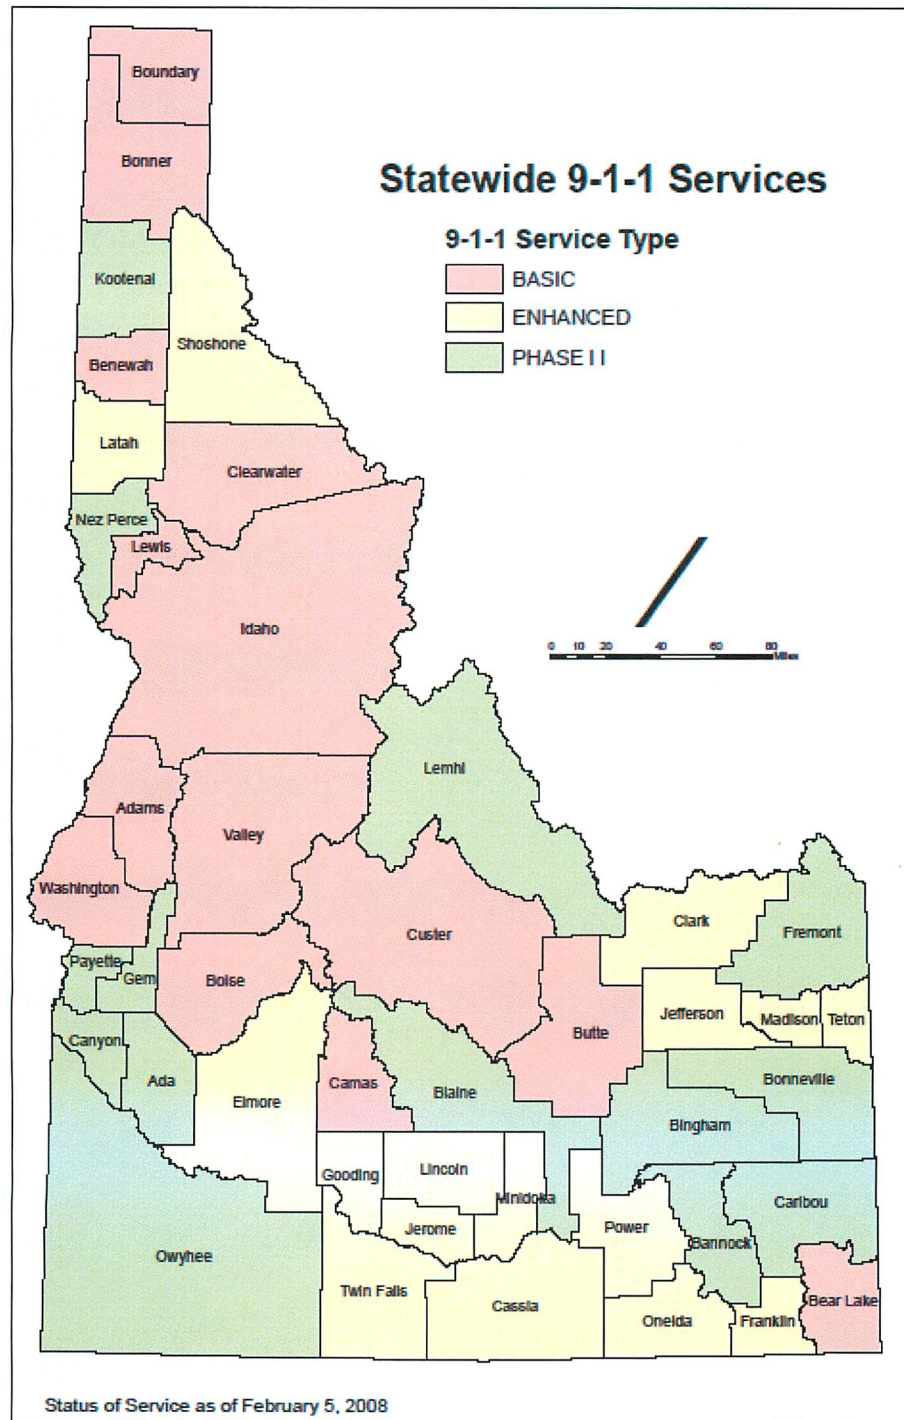 Boundary
Bonner
Statewide 9-1-1 Services
9-1-1 Service Type
BASIC
ENHANCED
PHASE I I
Kootenai
Shoshone
Benewah
Latah
Clearwater
Nez Perce
Lewis
Idaho
0 10 20 40 60 80
Miles
Lemhi
Adams
Valley
Washington
Custer
Clark
Fremont
Payette
Gem
Boise
Butte
Jefferson
Madison
Teton
Canyon
Ada
Elmore
Camas
Blaine
Bonneville
Bingham
Gooding
Lincoln
Minidoka
Caribou
Jerome
Power
Bannock
Owyhee
Twin Falls
Cassia
Oneida
Franklin
Bear Lake
Status of Service as of February 5, 2008